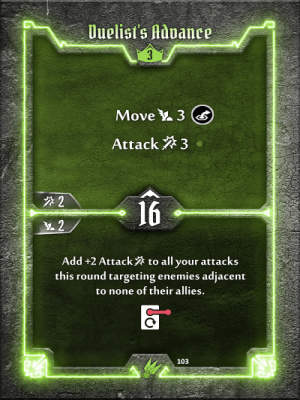 Duelist's Advance
3
Move 3
Attack 3
2
16
2
Add +2 Attack to all your attacks
this round targeting enemies adjacent
to none of their allies.
103